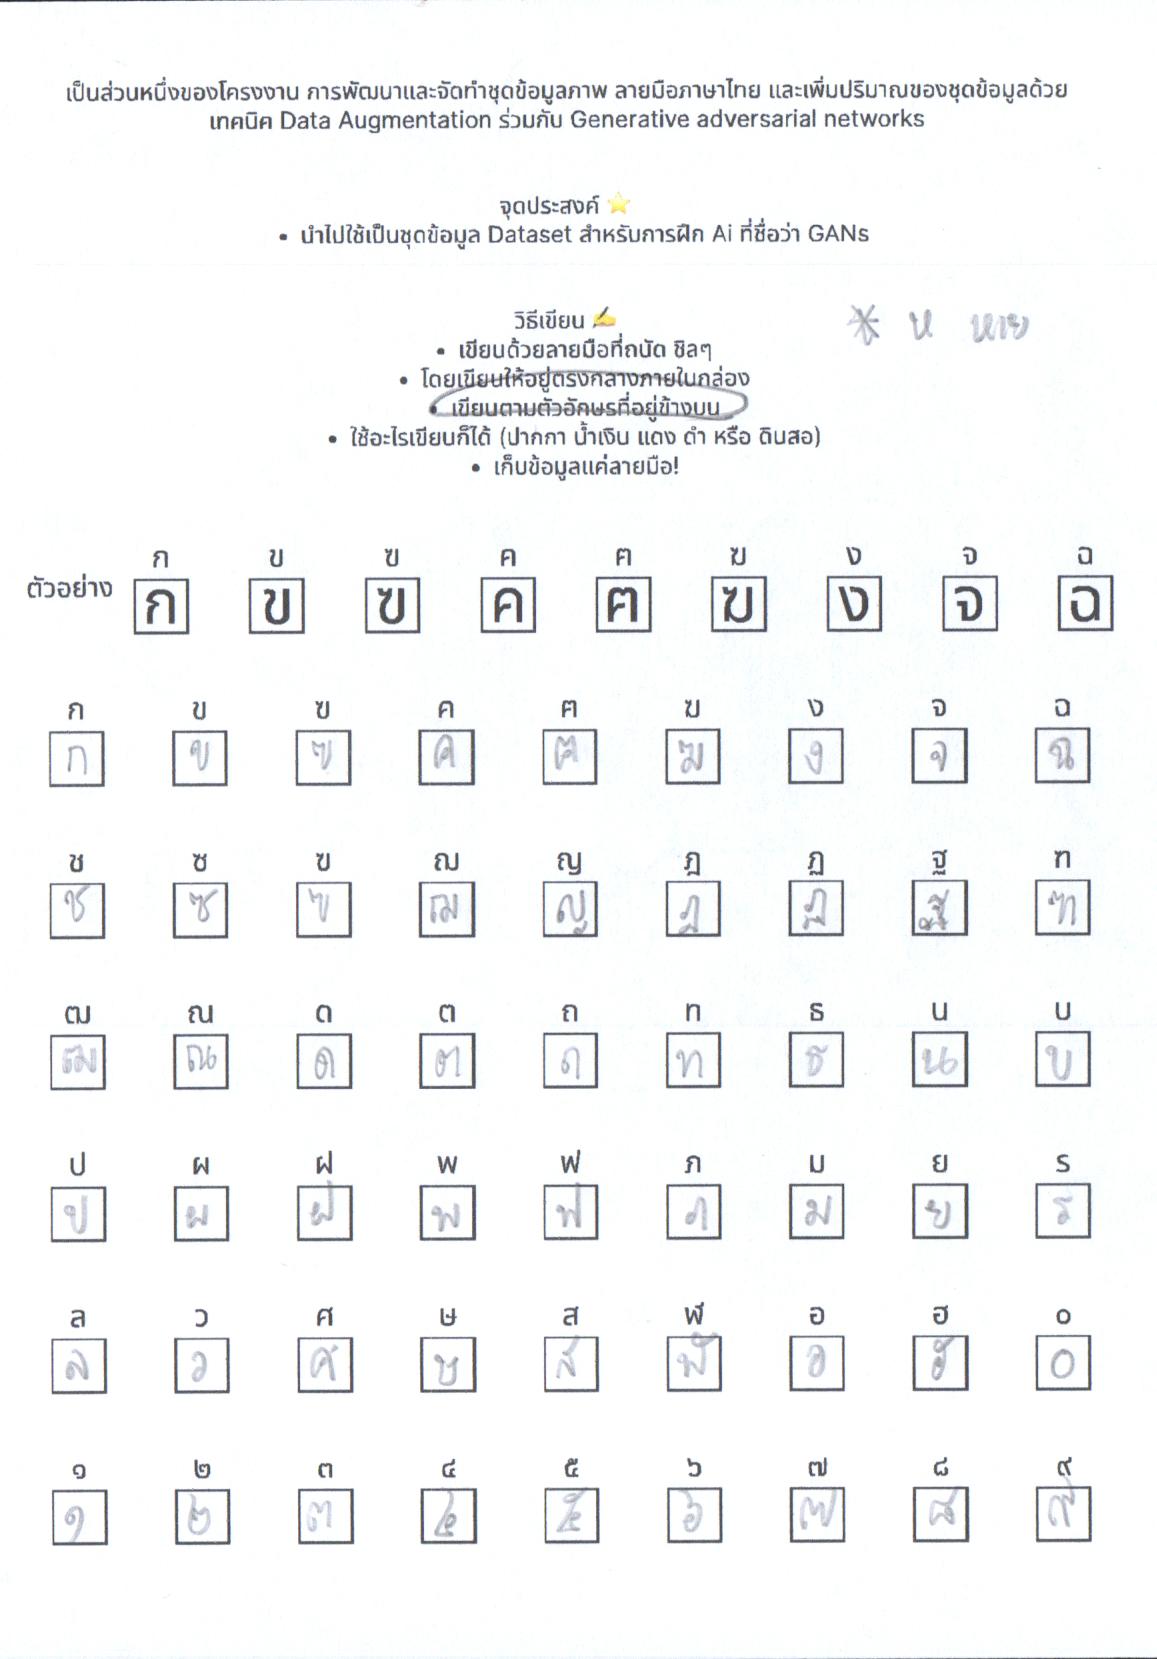 เป็นส่วนหนึ่งของโครงงาน การพัฒนาและจัดทำชุดข้อมูลภาพ ลายมือภาษาไทย และเพิ่มปริมาณของชุดข้อมูลด้วย
เทคนิค Data Augmentation ร่วมกับ Generative adversarial networks
จุดประสงค์ ⭐
• นำไปใช้เป็นชุดข้อมูล Dataset สำหรับการฝึก Ai ที่ชื่อว่า GANs
วิธีเขียน ✍️
* ห หาย
• เขียนด้วยลายมือที่ถนัด ชิลๆ
• โดยเขียนให้อยู่ตรงกลางภายในกล่อง
• เขียนตามตัวอักษรที่อยู่ข้างบน
• ใช้อะไรเขียนก็ได้ (ปากกา น้ำเงิน แดง ดำ หรือ ดินสอ)
• เก็บข้อมูลแค่ลายมือ!
ก ข ฃ ค ฅ ฆ ง จ ฉ
ตัวอย่าง ก ข ฃ ค ฅ ฆ ง จ ฉ
ก ข ฃ ค ฅ ฆ ง จ ฉ
ก ข ฃ ค ฅ ฆ ง จ ฉ
ช ซ ฃ ฌ ญ ฎ ฏ ฐ ฑ
ช ซ ฃ ฌ ญ ฎ ฏ ฐ ฑ
ฒ ณ ด ต ถ ท ธ น บ
ฒ ณ ด ต ถ ท ธ น บ
ป ผ ฝ พ ฟ ภ ม ย ร
ป ผ ฝ พ ฟ ภ ม ย ร
ล ว ศ ษ ส ฬ อ ฮ ๐
ล ว ศ ษ ส ฬ อ ฮ ๐
๑ ๒ ๓ ๔ ๕ ๖ ๗ ๘ ๙
๑ ๒ ๓ ๔ ๕ ๖ ๗ ๘ ๙